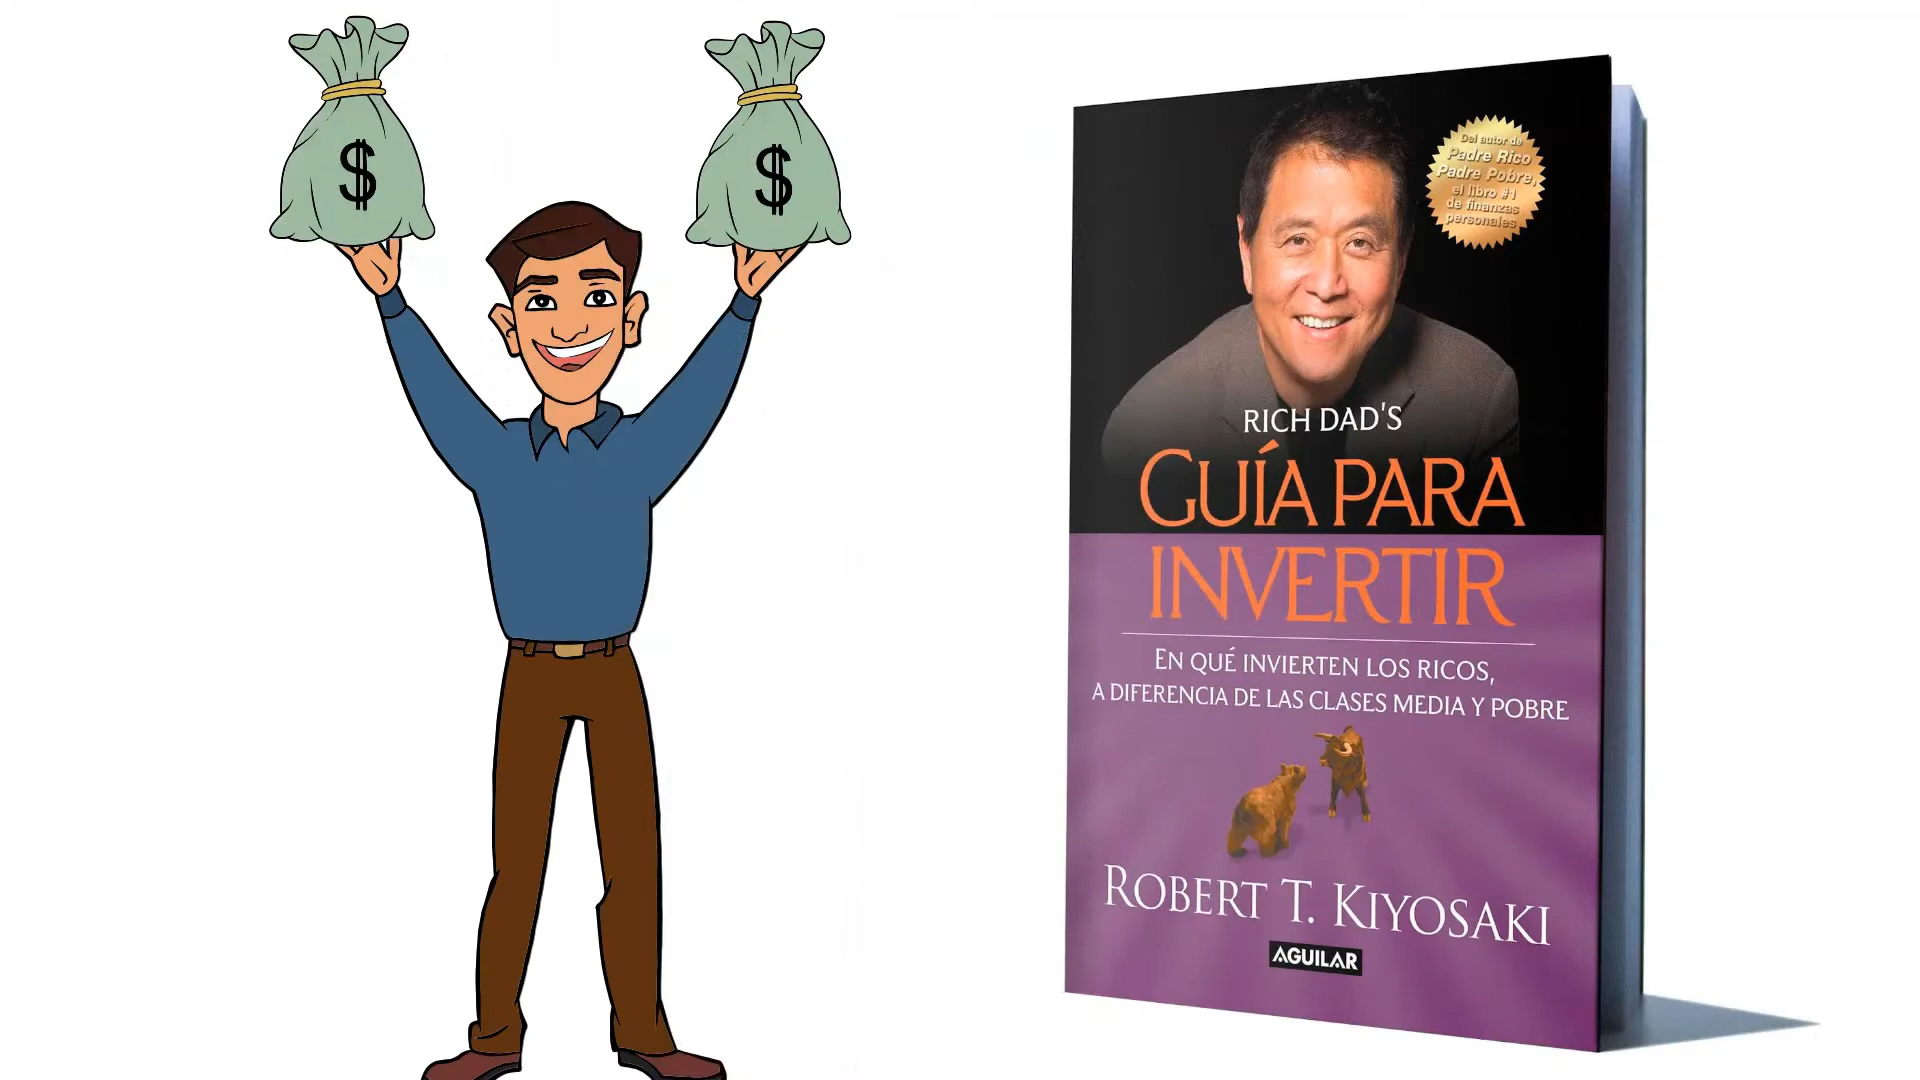 $
$
Del autor de
Padre Rico
Padre Pobre,
el libro #1
de finanzas
personales
RICH DAD'S
GUÍA PARA
INVERTIR
EN QUÉ INVIERTEN LOS RICOS,
A DIFERENCIA DE LAS CLASES MEDIA Y POBRE
ROBERT T. KIYOSAKI
AGUILAR